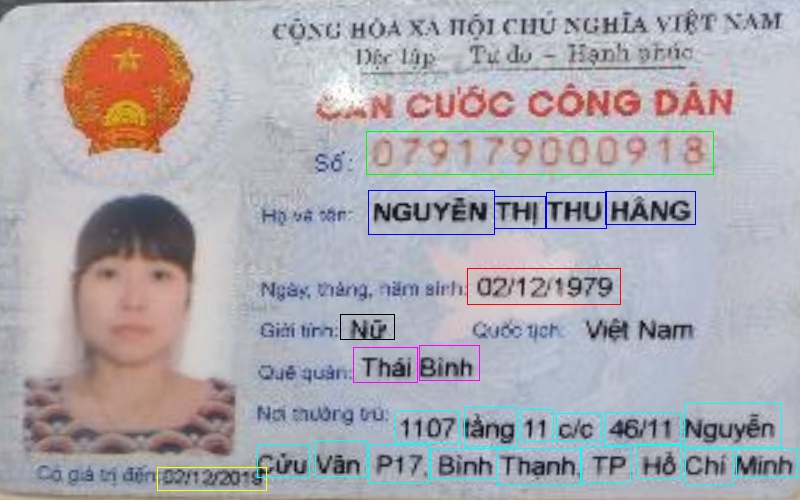 CỘNG HÒA XÃ HỘI CHỦ NGHĨA VIỆT NAM
Độc lập Tự do - Hạnh phúc
CĂN CƯỚC CÔNG DÂN
Số: 079179000918
Họ và tên: NGUYỄN THỊ THU HẰNG
Ngày, tháng, năm sinh: 02/12/1979
Giới tính: Nữ Quốc tịch: Việt Nam
Quê quán: Thái Bình
Nơi thường trú: 1107 tầng 11 c/c 46/11 Nguyễn
Cửu Vân P17, Bình Thạnh, TP Hồ Chí Minh
Có giá trị đến: 02/12/2019